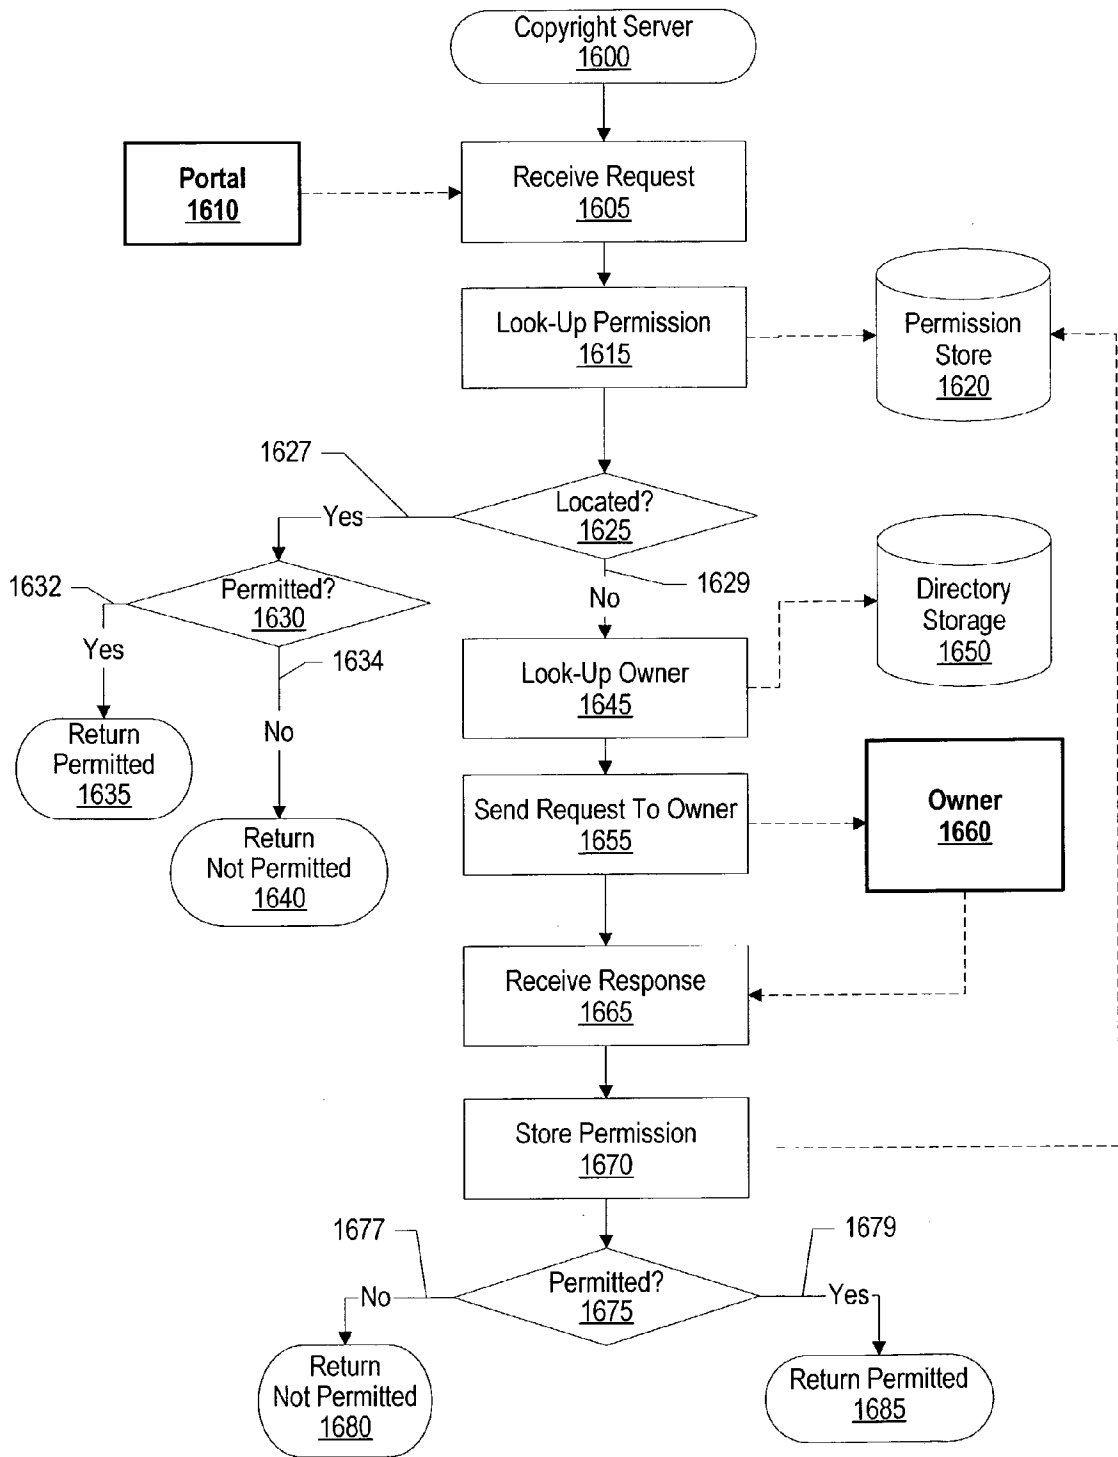 Copyright Server
1600
Portal
1610
Receive Request
1605
Look-Up Permission
1615
Permission
Store
1620
1627
Located?
1625
Yes
1629
No
1632
Permitted?
1630
Yes
1634
No
Directory
Storage
1650
Look-Up Owner
1645
Return
Permitted
1635
Return
Not Permitted
1640
Send Request To Owner
1655
Owner
1660
Receive Response
1665
Store Permission
1670
1677
1679
Permitted?
1675
No
Yes
Return
Not Permitted
1680
Return Permitted
1685